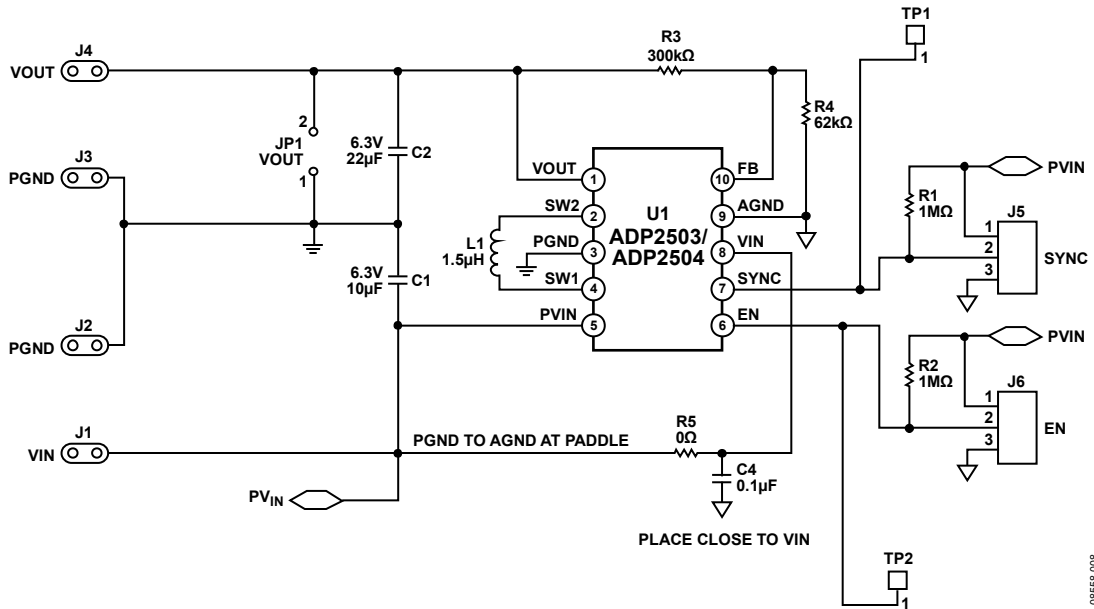 TP1
1
J4
VOUT
R3
300kΩ
R4
62kΩ
2
JP1
VOUT
1
6.3V
22µF
C2
J3
PGND
VOUT
1
10
FB
SW2
2
U1
9
AGND
L1
1.5µH
PGND
3
ADP2503/
ADP2504
8
VIN
SW1
4
7
SYNC
PVIN
5
6
EN
PVIN
R1
1MΩ
J5
1
2
3
SYNC
6.3V
10µF
C1
J2
PGND
PVIN
R2
1MΩ
J6
1
2
3
EN
J1
VIN
PGND TO AGND AT PADDLE
R5
0Ω
C4
0.1µF
PVIN
PLACE CLOSE TO VIN
TP2
1
08558-008